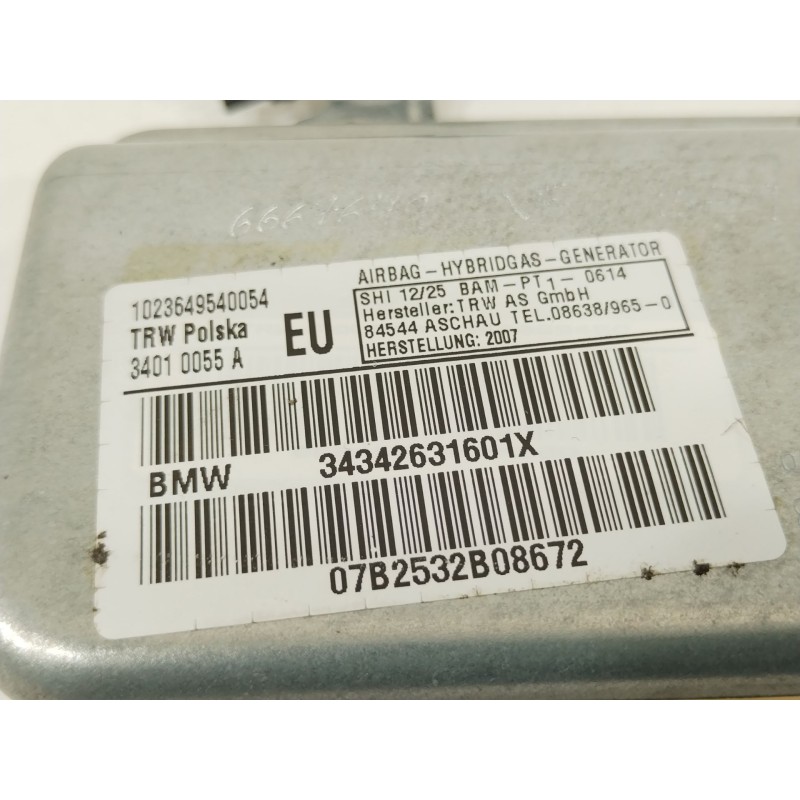 1023649540054
TRW Polska
3401 0055 A
EU
AIRBAG-HYBRIDGAS-GENERATOR
SHI 12/25 BAM-PT1-0614
Hersteller:TRW AS GmbH
84544 ASCHAU TEL.08638/965-0
HERSTELLUNG: 2007
BMW 34342631601X
07B2532B08672